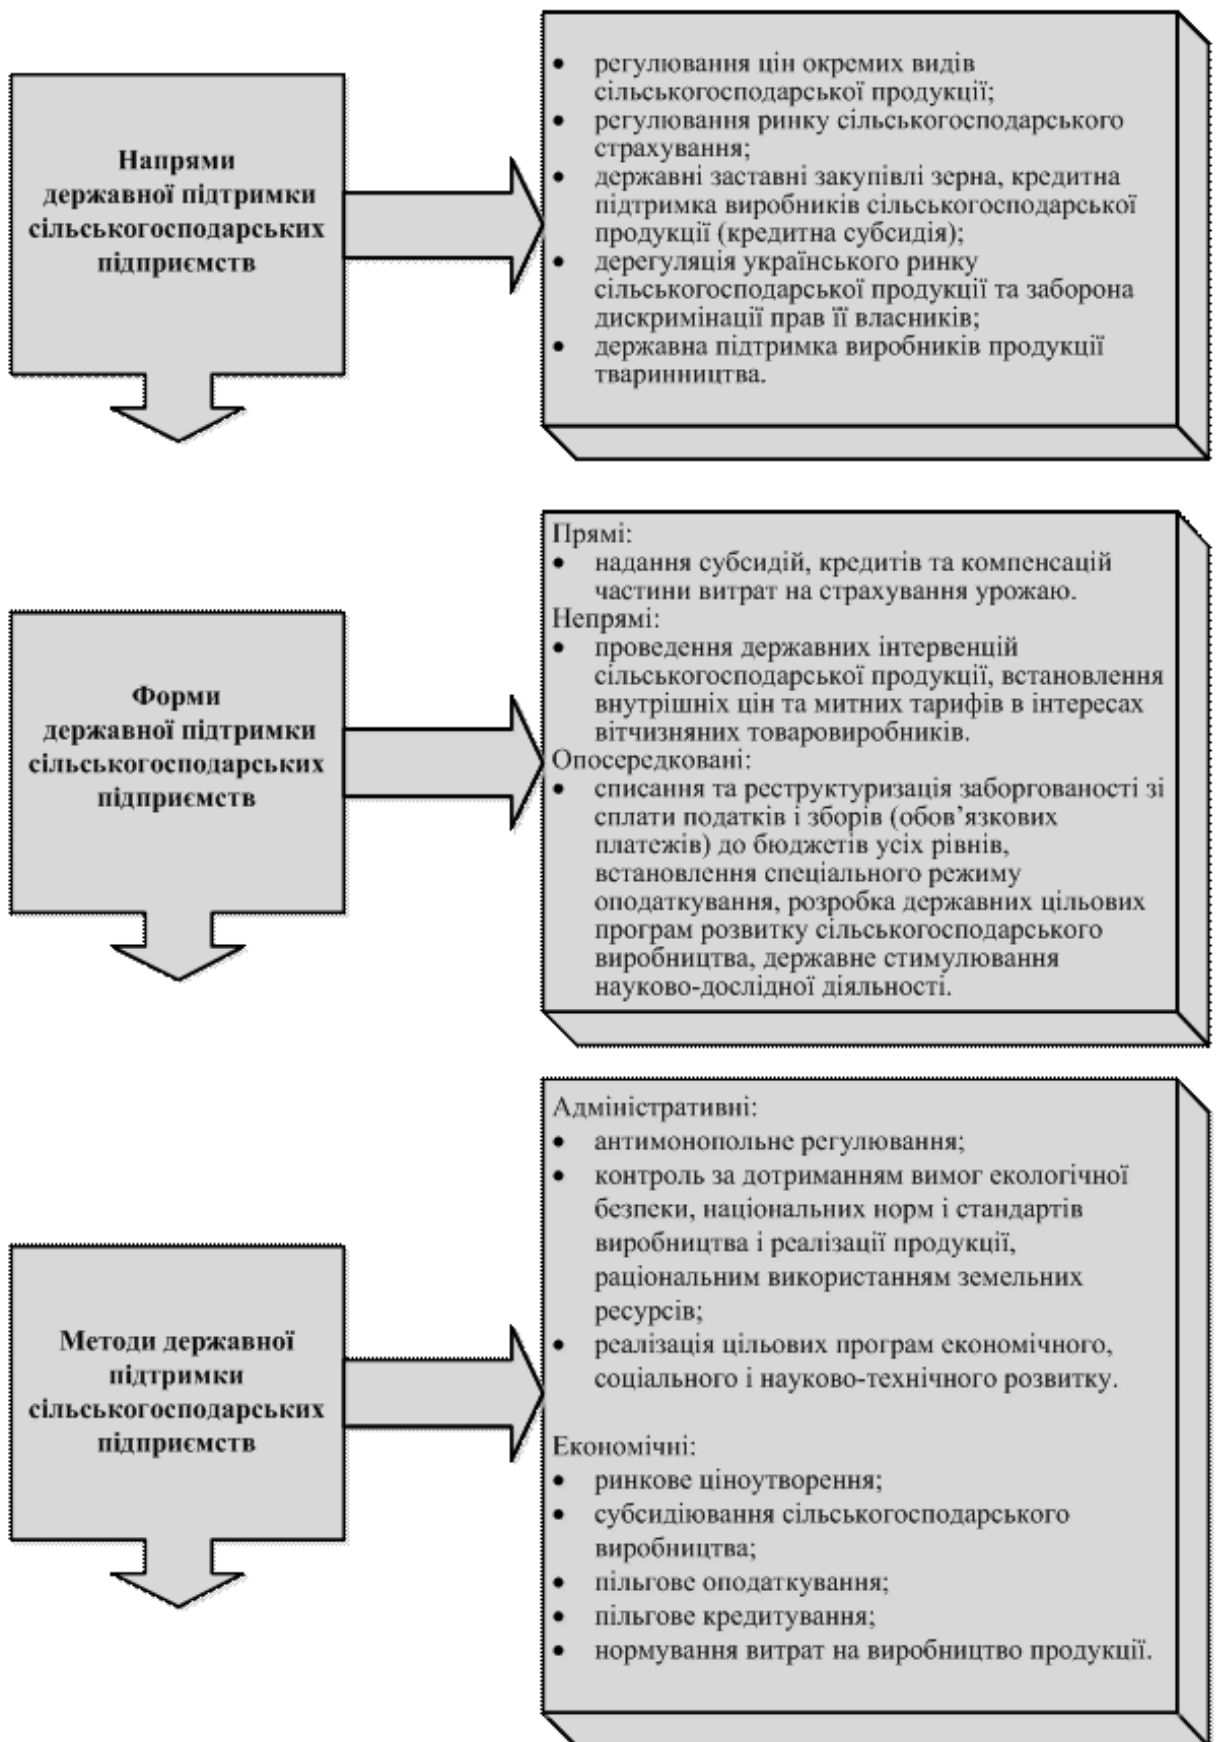 Напрями
державної підтримки
сільськогосподарських
підприємств
• регулювання цін окремих видів
сільськогосподарської продукції;
• регулювання ринку сільськогосподарського
страхування;
• державні заставні закупівлі зерна, кредитна
підтримка виробників сільськогосподарської
продукції (кредитна субсидія);
• дерегуляція українського ринку
сільськогосподарської продукції та заборона
дискримінації прав її власників;
• державна підтримка виробників продукції
тваринництва.
Форми
державної підтримки
сільськогосподарських
підприємств
Прямі:
• надання субсидій, кредитів та компенсацій
частини витрат на страхування урожаю.
Непрямі:
• проведення державних інтервенцій
сільськогосподарської продукції, встановлення
внутрішніх цін та митних тарифів в інтересах
вітчизняних товаровиробників.
Опосередковані:
• списання та реструктуризація заборгованості зі
сплати податків і зборів (обов’язкових
платежів) до бюджетів усіх рівнів,
встановлення спеціального режиму
оподаткування, розробка державних цільових
програм розвитку сільськогосподарського
виробництва, державне стимулювання
науково-дослідної діяльності.
Методи державної
підтримки
сільськогосподарських
підприємств
Адміністративні:
• антимонопольне регулювання;
• контроль за дотриманням вимог екологічної
безпеки, національних норм і стандартів
виробництва і реалізації продукції,
раціональним використанням земельних
ресурсів;
• реалізація цільових програм економічного,
соціального і науково-технічного розвитку.
Економічні:
• ринкове ціноутворення;
• субсидіювання сільськогосподарського
виробництва;
• пільгове оподаткування;
• пільгове кредитування;
• нормування витрат на виробництво продукції.